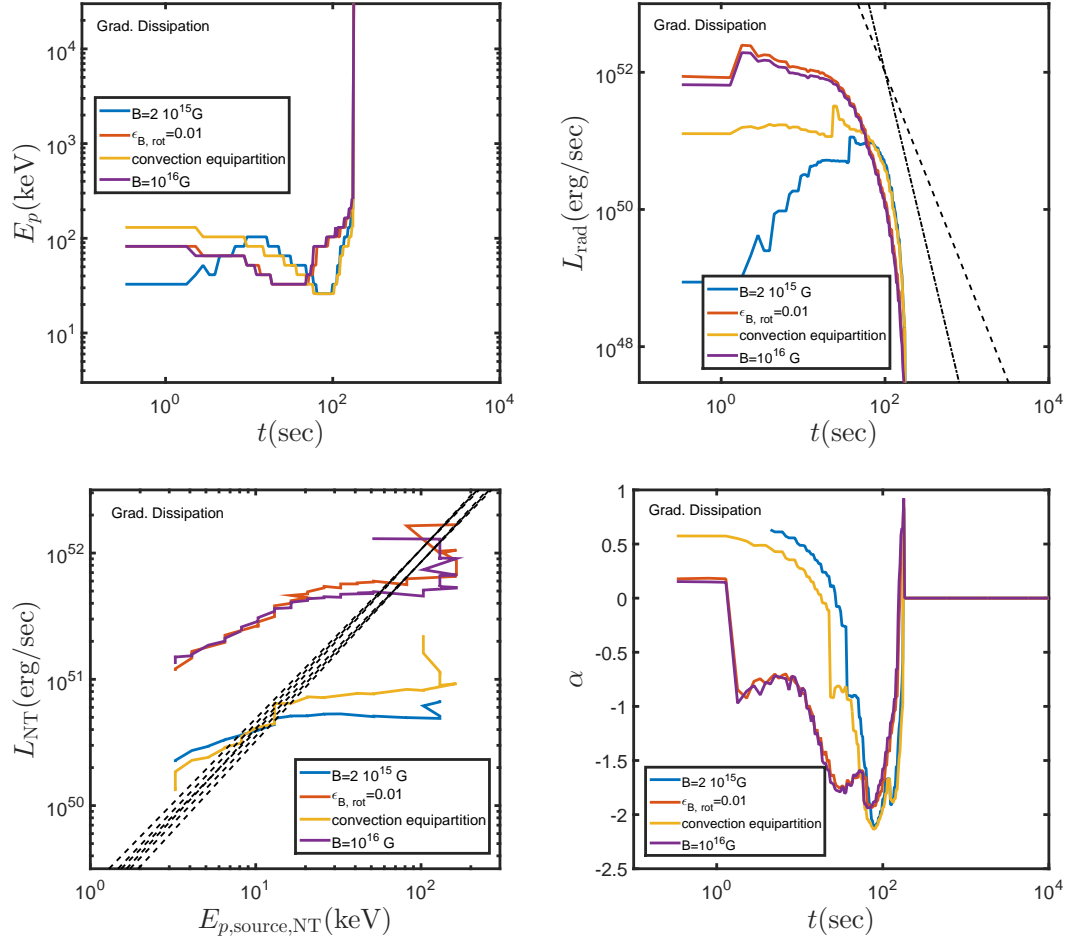 Grad. Dissipation
E_p(keV)
10^4
10^3
10^2
10^1
B=2 10^15G
ϵ_B, rot=0.01
convection equipartition
B=10^16G
10^0
10^2
10^4
t(sec)
Grad. Dissipation
L_rad(erg/sec)
10^52
10^50
10^48
B=2 10^15 G
ϵ_B, rot=0.01
convection equipartition
B=10^16 G
10^0
10^2
10^4
t(sec)
Grad. Dissipation
L_NT(erg/sec)
10^52
10^51
10^50
B=2 10^15 G
ϵ_B, rot=0.01
convection equipartition
B=10^16 G
10^0
10^1
10^2
E_p,source,NT(keV)
Grad. Dissipation
α
1
0.5
0
-0.5
-1
-1.5
-2
-2.5
B=2 10^15 G
ϵ_B, rot=0.01
convection equipartition
B=10^16G
10^0
10^2
10^4
t(sec)